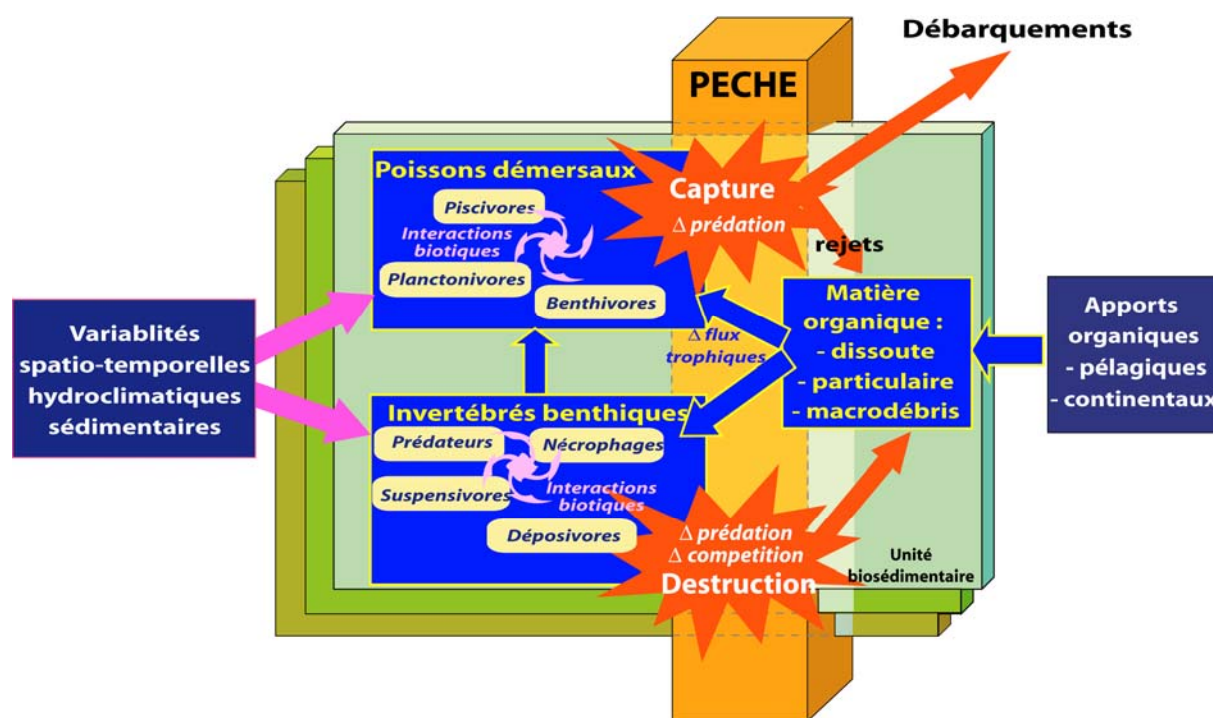 Débarquements
PECHE
Poissons démersaux
Piscivores
Interactions
biotiques
Planctonivores
Benthivores
Capture
Δ prédation
rejets
Variablités
spatio-temporelles
hydroclimatiques
sédimentaires
Δ flux
trophiques
Matière
organique :
- dissoute
- particulaire
- macrodébris
Apports
organiques
- pélagiques
- continentaux
Invertébrés benthiques
Prédateurs
Nécrophages
Suspensivores
Interactions
biotiques
Déposivores
Δ prédation
Δ competition
Destruction
Unité
biosédimentaire